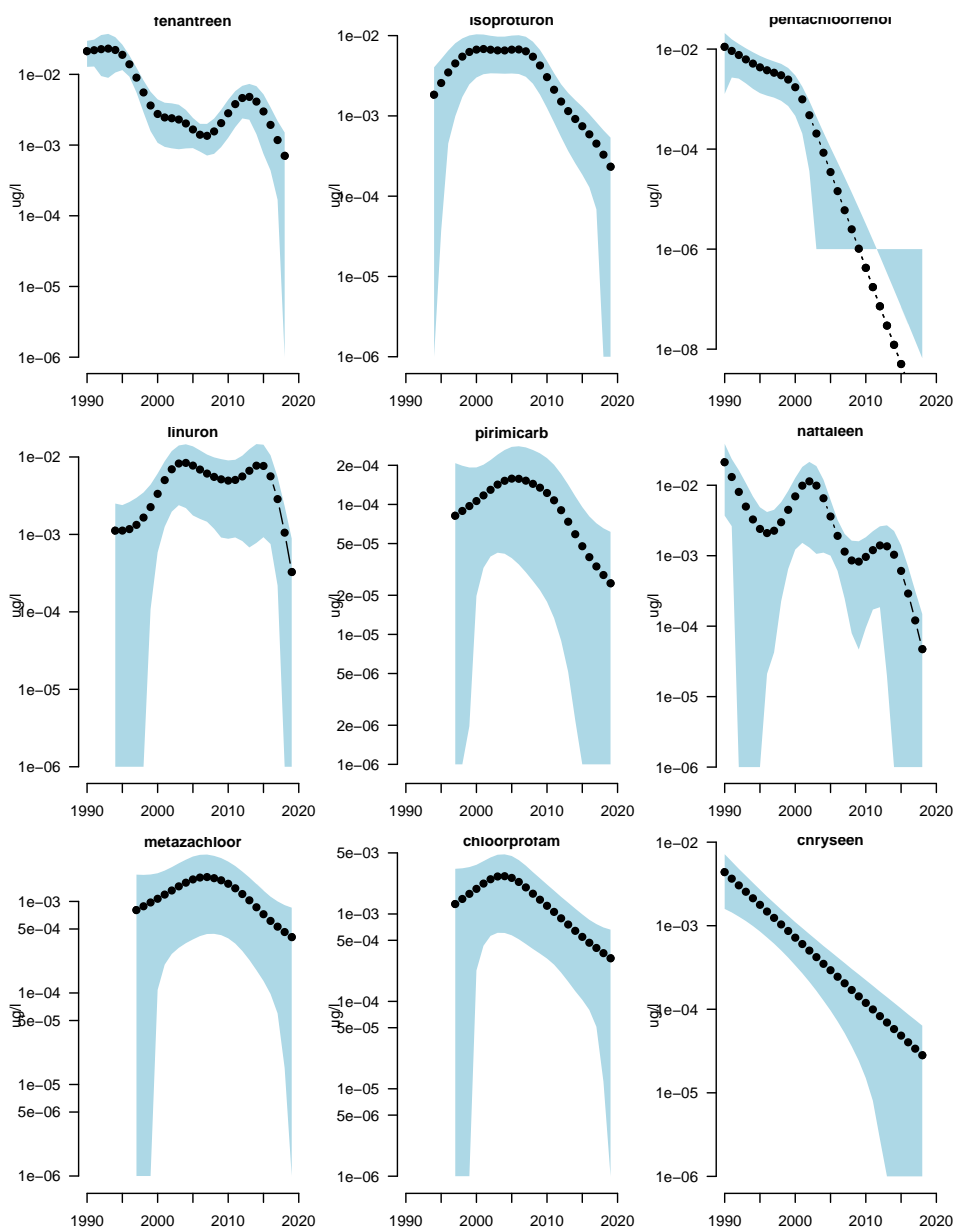 fenantreen
isoproturon
pentachloorfenol
ug/l
1e−02
1e−03
1e−04
1e−05
1e−06
1990
2000
2010
2020
ug/l
1e−02
1e−03
1e−04
1e−05
1e−06
1990
2000
2010
2020
ug/l
1e−02
1e−04
1e−06
1e−08
1990
2000
2010
2020
linuron
pirimicarb
naftaleen
ug/l
1e−02
1e−03
1e−04
1e−05
1e−06
1990
2000
2010
2020
ug/l
2e−04
1e−04
5e−05
2e−05
1e−05
5e−06
2e−06
1e−06
1990
2000
2010
2020
ug/l
1e−02
1e−03
1e−04
1e−05
1e−06
1990
2000
2010
2020
metazachloor
chloorprofam
chryseen
ug/l
1e−03
5e−04
1e−04
5e−05
1e−05
5e−06
1e−06
1990
2000
2010
2020
ug/l
5e−03
1e−03
5e−04
1e−04
5e−05
1e−05
5e−06
1e−06
1990
2000
2010
2020
ug/l
1e−02
1e−03
1e−04
1e−05
1e−06
1990
2000
2010
2020